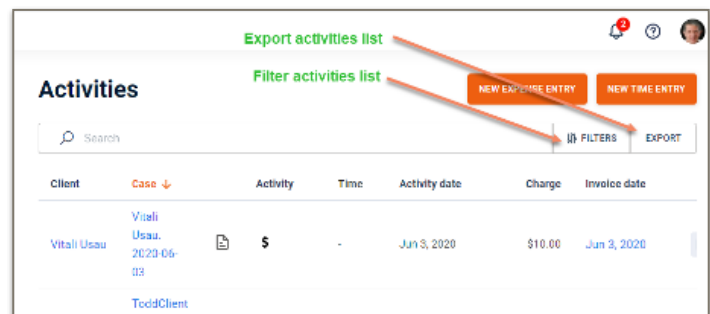 2
Export activities list
Filter activities list
Activities
NEW EXPENSE ENTRY
NEW TIME ENTRY
Search
FILTERS
EXPORT
Client Case ↓ Activity Time Activity date Charge Invoice date
Vitali Usau
Vitali
Usau.
2020-06-
03
$
-
Jun 3, 2020
$10.00
Jun 3, 2020
ToddClient